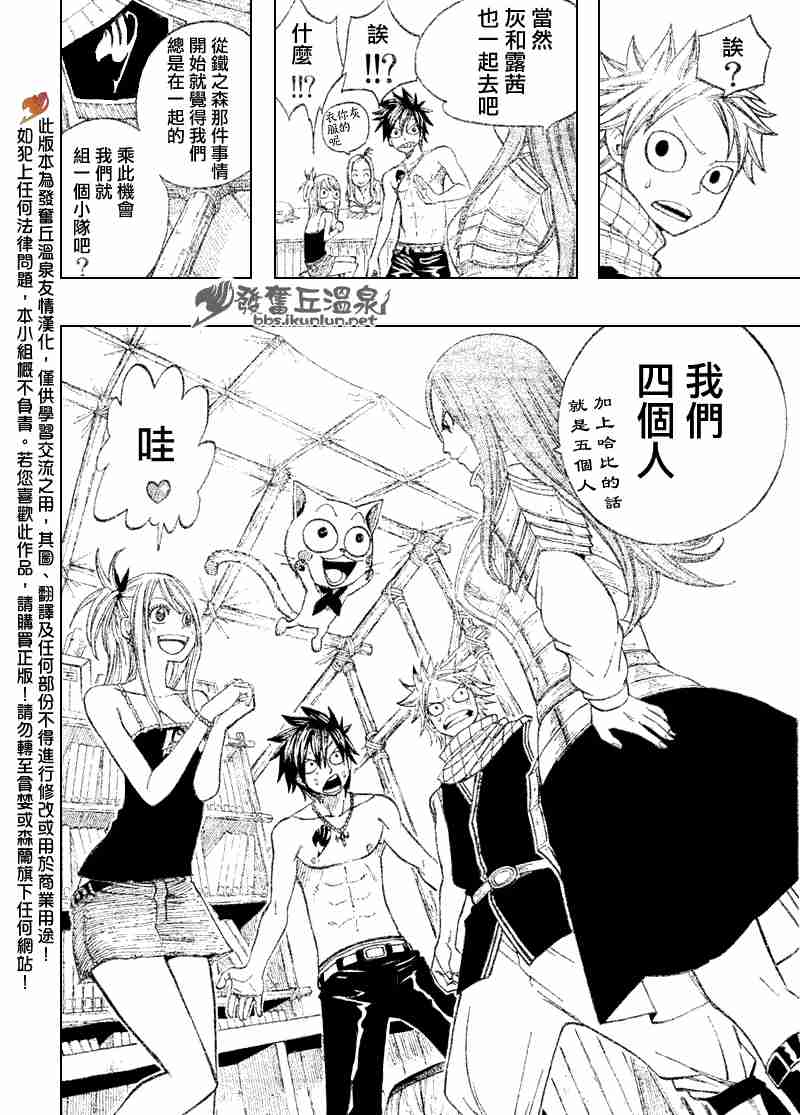 誒?
當然
灰和露茜
也一起去吧
誒
!!?
什麼
!!?
灰
你的
衣服呢
從鐵之森那件事情
開始就覺得我們
總是在一起的
乘此機會
我們就
組一個小隊吧?
發奮丘溫泉
bbs.ikunlun.net
我們
四個人
加上哈比的話
就是五個人
哇
此版本為發奮丘溫泉友情漢化,僅供學習交流之用,其圖、翻譯及任何部份不得進行修改或用於商業用途!
如犯上任何法律問題,本小組概不負責。若您喜歡此作品,請購買正版!請勿轉至貪婪或森蘭旗下任何網站!